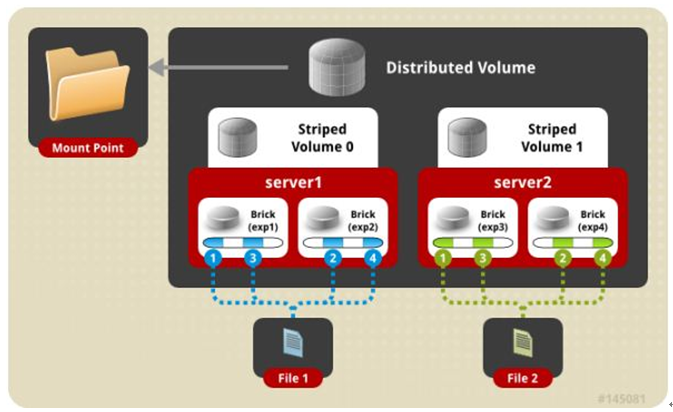 Distributed Volume
Mount Point
Striped
Volume 0
Striped
Volume 1
server1
server2
Brick
(exp1)
Brick
(exp2)
Brick
(exp3)
Brick
(exp4)
1
3
2
4
1
3
2
4
File 1
File 2
#145081